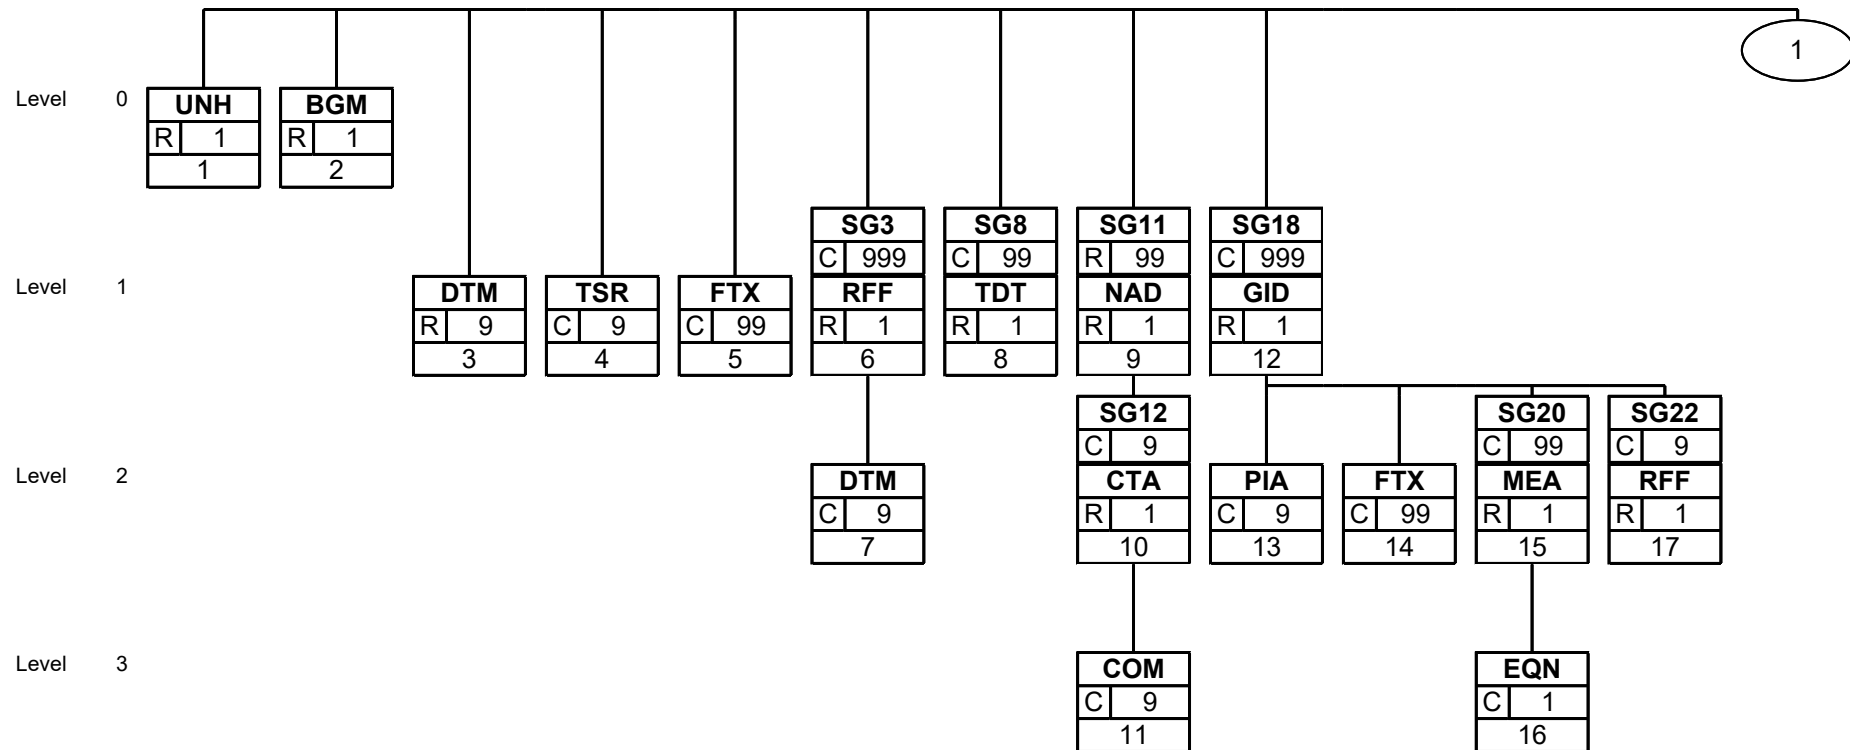 1
Level 0
UNH BGM
R 1 R 1
1 2
SG3 SG8 SG11 SG18
C 999 C 99 R 99 C 999
Level 1
DTM TSR FTX RFF TDT NAD GID
R 9 C 9 C 99 R 1 R 1 R 1 R 1
3 4 5 6 8 9 12
SG12 SG20 SG22
C 9 C 99 C 9
Level 2
DTM CTA PIA FTX MEA RFF
C 9 R 1 C 9 C 99 R 1 R 1
7 10 13 14 15 17
Level 3
COM EQN
C 9 C 1
11 16